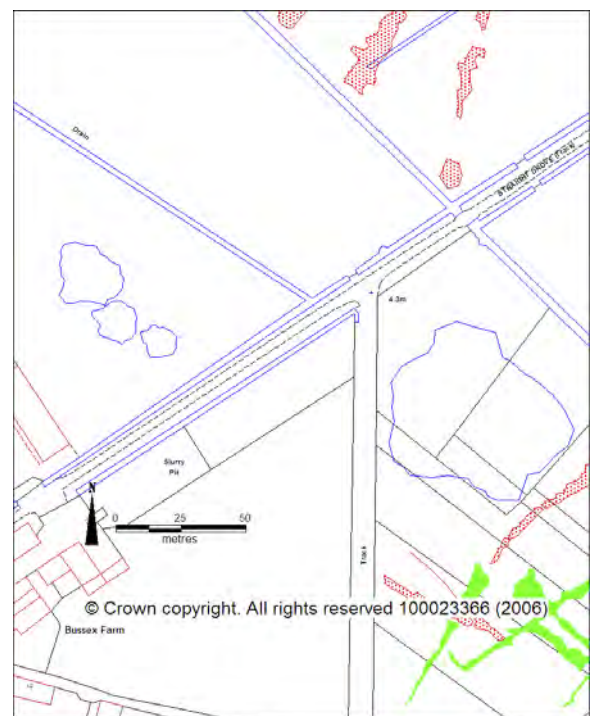 Drain
4.3m
Slurry
Pit
N
0 25 50
metres
Track
© Crown copyright. All rights reserved 100023366 (2006)
Bussex Farm